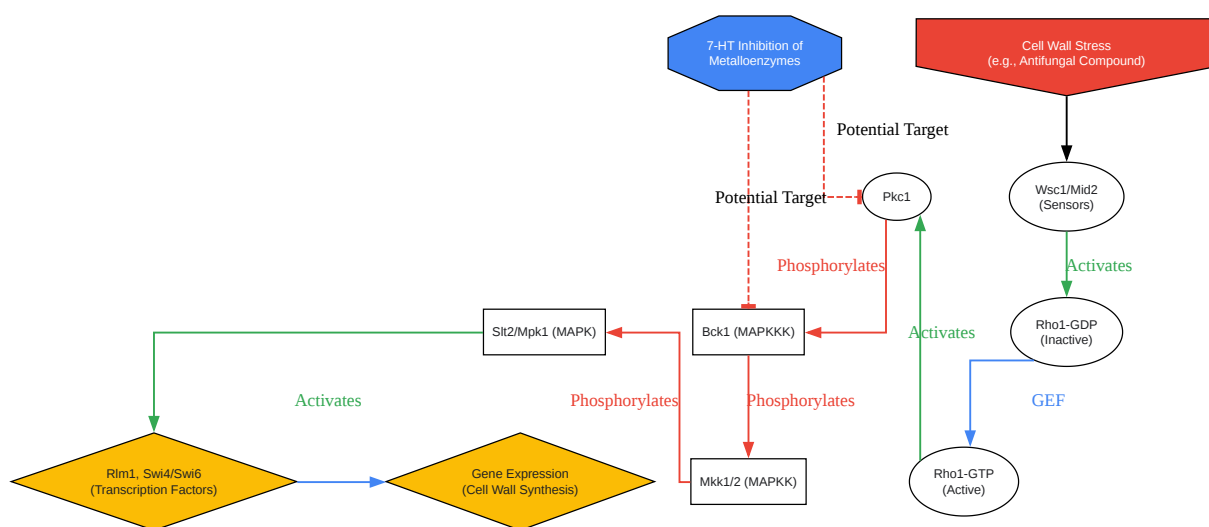 7-HT Inhibition of
Metalloenzymes
Cell Wall Stress
(e.g., Antifungal Compound)
Potential Target
Potential Target
Pkc1
Wsc1/Mid2
(Sensors)
Phosphorylates
Activates
Slt2/Mpk1 (MAPK)
Bck1 (MAPKKK)
Activates
Rho1-GDP
(Inactive)
Activates
Phosphorylates
Phosphorylates
GEF
Rlm1, Swi4/Swi6
(Transcription Factors)
Gene Expression
(Cell Wall Synthesis)
Mkk1/2 (MAPKK)
Rho1-GTP
(Active)